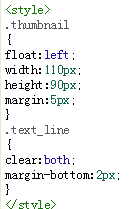 <style>
.thumbnail
{
float:left;
width:110px;
height:90px;
margin:5px;
}
.text_line
{
clear:both;
margin-bottom:2px;
}
</style>